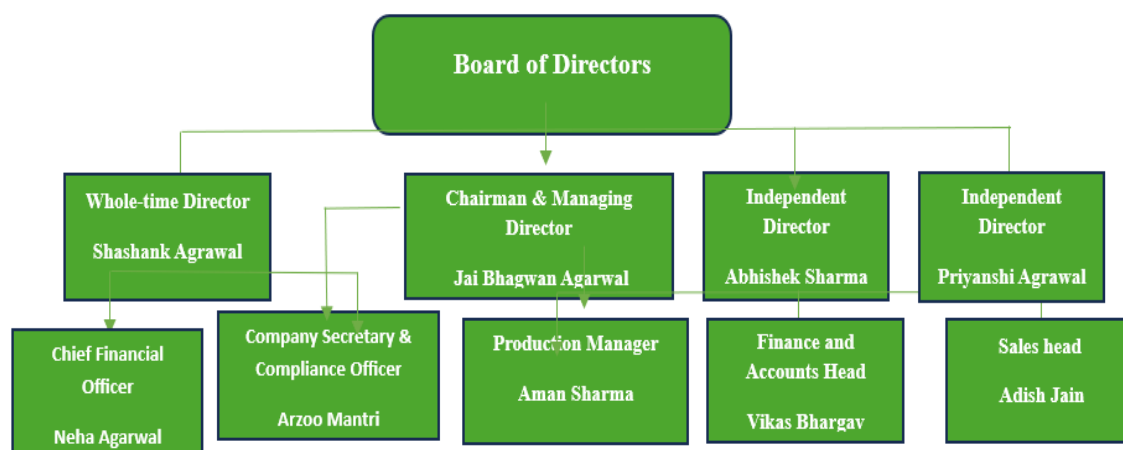 Board of Directors
Whole-time Director
Shashank Agrawal
Chairman & Managing
Director
Jai Bhagwan Agarwal
Independent
Director
Abhishek Sharma
Independent
Director
Priyanshi Agrawal
Chief Financial
Officer
Neha Agarwal
Company Secretary &
Compliance Officer
Arzoo Mantri
Production Manager
Aman Sharma
Finance and
Accounts Head
Vikas Bhargav
Sales head
Adish Jain